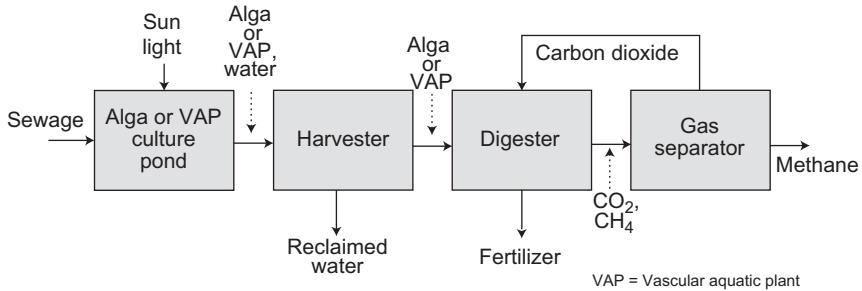 Sun
light
Alga
or
VAP,
water
Alga
or
VAP
Carbon dioxide
Sewage
Alga or VAP
culture
pond
Harvester
Digester
Gas
separator
Methane
CO₂,
CH₄
Reclaimed
water
Fertilizer
VAP = Vascular aquatic plant